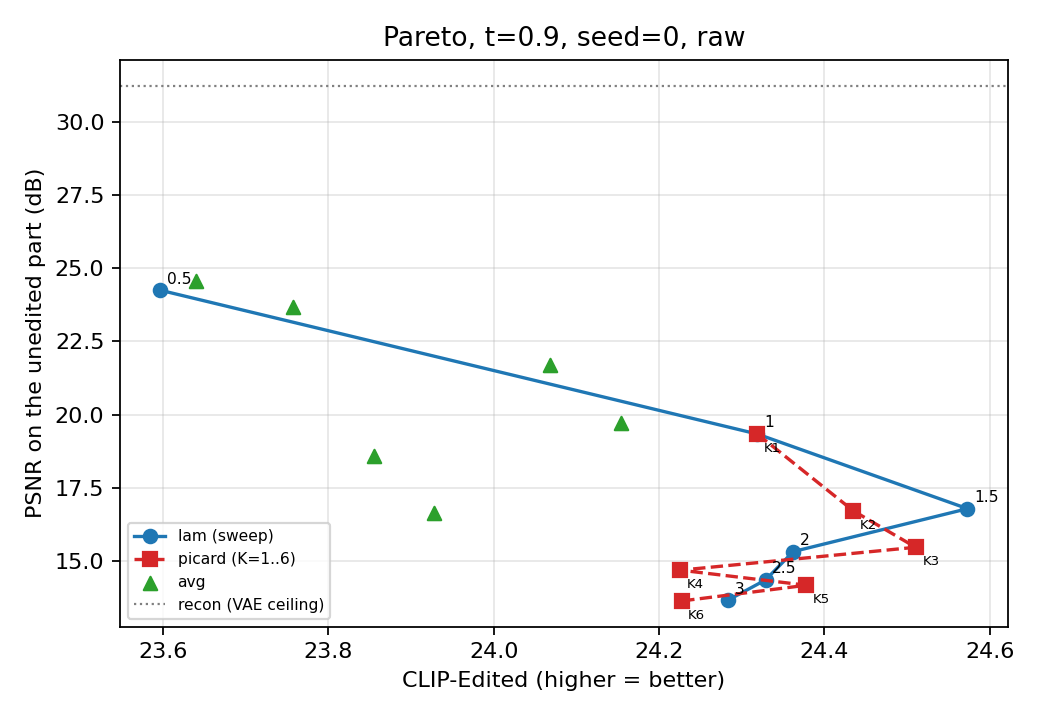 Pareto, t=0.9, seed=0, raw
PSNR on the unedited part (dB)
30.0
27.5
25.0
22.5
20.0
17.5
15.0
0.5
1
K1
1.5
K2
2
K3
2.5
K4
3
K5
K6
lam (sweep)
picard (K=1..6)
avg
recon (VAE ceiling)
23.6 23.8 24.0 24.2 24.4 24.6
CLIP-Edited (higher = better)